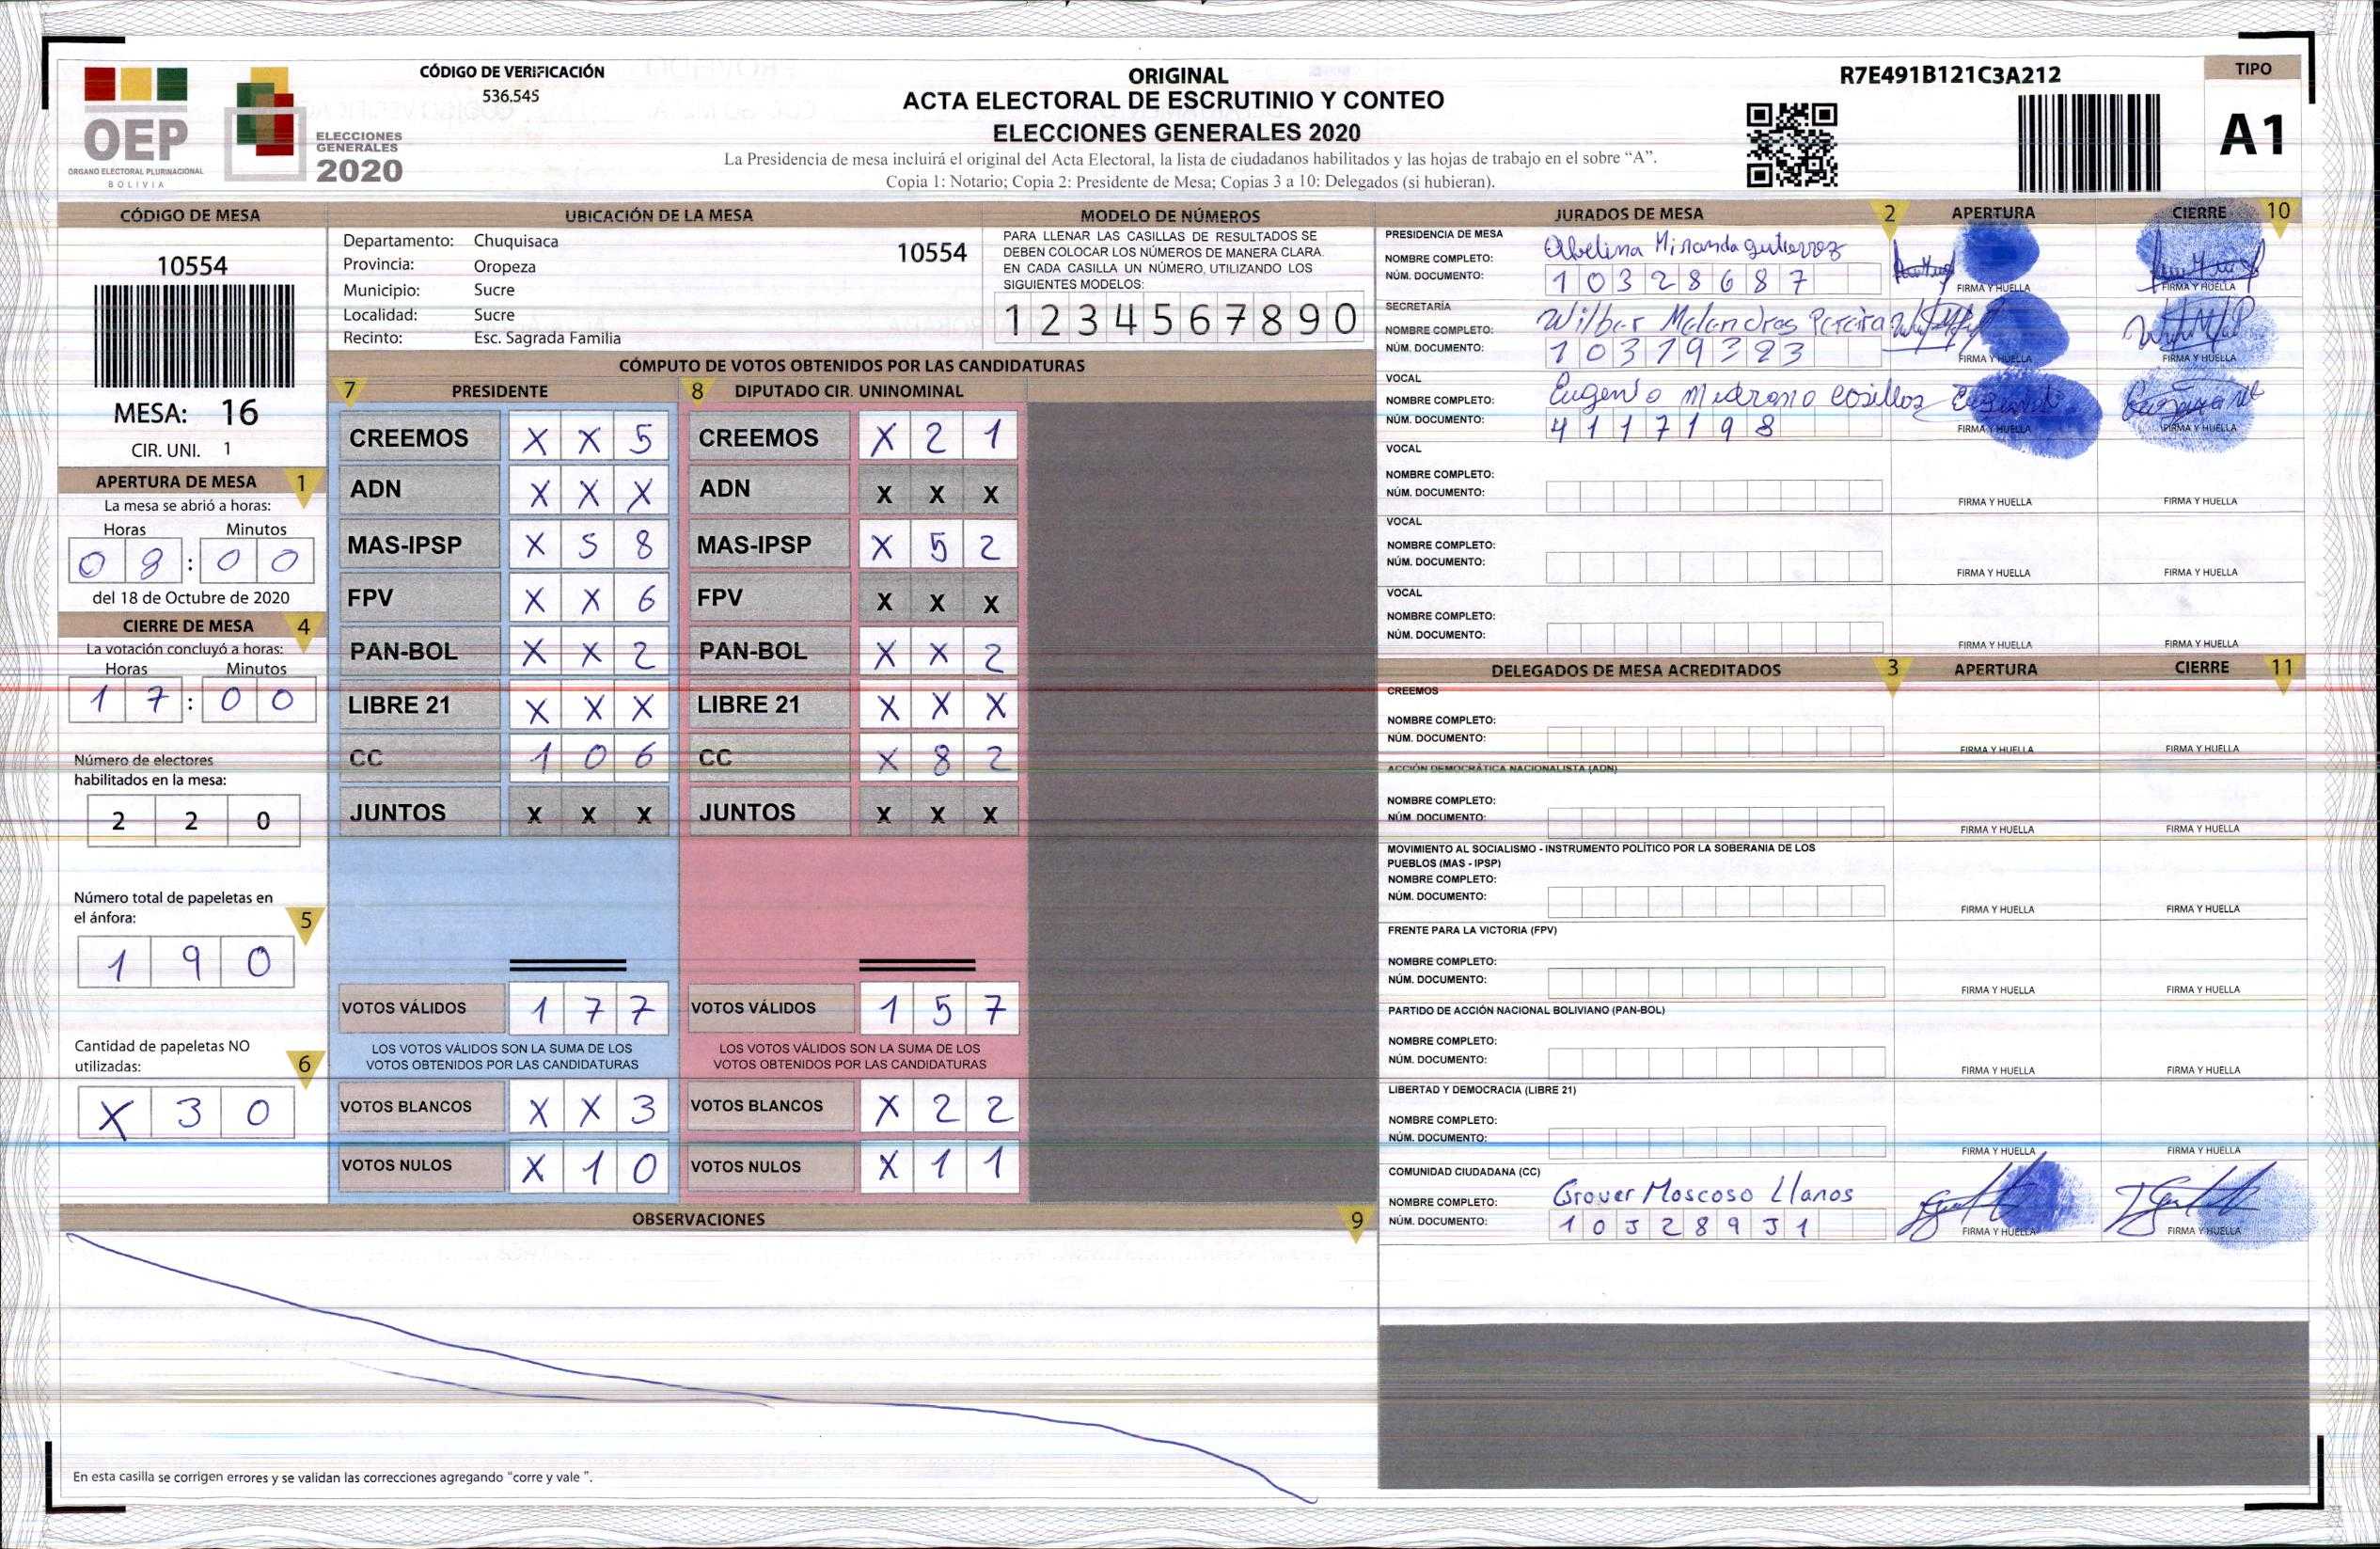 CÓDIGO DE VERIFICACIÓN
536.545
OEP
ÓRGANO ELECTORAL PLURINACIONAL
BOLIVIA
ELECCIONES
GENERALES
2020
ORIGINAL
ACTA ELECTORAL DE ESCRUTINIO Y CONTEO
ELECCIONES GENERALES 2020
La Presidencia de mesa incluirá el original del Acta Electoral, la lista de ciudadanos habilitados y las hojas de trabajo en el sobre “A”.
Copia 1: Notario; Copia 2: Presidente de Mesa; Copias 3 a 10: Delegados (si hubieran).
R7E491B121C3A212
TIPO
A1
CÓDIGO DE MESA
10554
MESA: 16
CIR. UNI. 1
APERTURA DE MESA 1
La mesa se abrió a horas:
Horas Minutos
0 8 : 0 0
del 18 de Octubre de 2020
CIERRE DE MESA 4
La votación concluyó a horas:
Horas Minutos
1 7 : 0 0
Número de electores
habilitados en la mesa:
2 2 0
Número total de papeletas en
el ánfora: 5
1 9 0
Cantidad de papeletas NO
utilizadas: 6
X 3 0
UBICACIÓN DE LA MESA
Departamento: Chuquisaca 10554
Provincia: Oropeza
Municipio: Sucre
Localidad: Sucre
Recinto: Esc. Sagrada Familia
MODELO DE NÚMEROS
PARA LLENAR LAS CASILLAS DE RESULTADOS SE
DEBEN COLOCAR LOS NÚMEROS DE MANERA CLARA.
EN CADA CASILLA UN NÚMERO, UTILIZANDO LOS
SIGUIENTES MODELOS:
1 2 3 4 5 6 7 8 9 0
CÓMPUTO DE VOTOS OBTENIDOS POR LAS CANDIDATURAS
7 PRESIDENTE 8 DIPUTADO CIR. UNINOMINAL
CREEMOS X X 5 CREEMOS X 2 1
ADN X X X ADN X X X
MAS-IPSP X 5 8 MAS-IPSP X 5 2
FPV X X 6 FPV X X X
PAN-BOL X X 2 PAN-BOL X X 2
LIBRE 21 X X X LIBRE 21 X X X
CC 1 0 6 CC X 8 2
JUNTOS X X X JUNTOS X X X
VOTOS VÁLIDOS 1 7 7 VOTOS VÁLIDOS 1 5 7
LOS VOTOS VÁLIDOS SON LA SUMA DE LOS LOS VOTOS VÁLIDOS SON LA SUMA DE LOS
VOTOS OBTENIDOS POR LAS CANDIDATURAS VOTOS OBTENIDOS POR LAS CANDIDATURAS
VOTOS BLANCOS X X 3 VOTOS BLANCOS X 2 2
VOTOS NULOS X 1 0 VOTOS NULOS X 1 1
OBSERVACIONES 9
En esta casilla se corrigen errores y se validan las correcciones agregando “corre y vale ”.
JURADOS DE MESA 2 APERTURA CIERRE 10
PRESIDENCIA DE MESA
NOMBRE COMPLETO: Abelina Miranda gutierrez
NÚM. DOCUMENTO: 1 0 3 2 8 6 8 7
FIRMA Y HUELLA FIRMA Y HUELLA
SECRETARÍA
NOMBRE COMPLETO: Wilber Pereira
NÚM. DOCUMENTO: 1 0 3 7 9 3 2 3
FIRMA Y HUELLA FIRMA Y HUELLA
VOCAL
NOMBRE COMPLETO: Eugenio Medrano
NÚM. DOCUMENTO: 4 1 1 7 1 9 8
FIRMA Y HUELLA FIRMA Y HUELLA
VOCAL
NOMBRE COMPLETO:
NÚM. DOCUMENTO:
FIRMA Y HUELLA FIRMA Y HUELLA
VOCAL
NOMBRE COMPLETO:
NÚM. DOCUMENTO:
FIRMA Y HUELLA FIRMA Y HUELLA
VOCAL
NOMBRE COMPLETO:
NÚM. DOCUMENTO:
FIRMA Y HUELLA FIRMA Y HUELLA
DELEGADOS DE MESA ACREDITADOS 3 APERTURA CIERRE 11
CREEMOS
NOMBRE COMPLETO:
NÚM. DOCUMENTO:
FIRMA Y HUELLA FIRMA Y HUELLA
ACCIÓN DEMOCRÁTICA NACIONALISTA (ADN)
NOMBRE COMPLETO:
NÚM. DOCUMENTO:
FIRMA Y HUELLA FIRMA Y HUELLA
MOVIMIENTO AL SOCIALISMO - INSTRUMENTO POLÍTICO POR LA SOBERANIA DE LOS
PUEBLOS (MAS - IPSP)
NOMBRE COMPLETO:
NÚM. DOCUMENTO:
FIRMA Y HUELLA FIRMA Y HUELLA
FRENTE PARA LA VICTORIA (FPV)
NOMBRE COMPLETO:
NÚM. DOCUMENTO:
FIRMA Y HUELLA FIRMA Y HUELLA
PARTIDO DE ACCIÓN NACIONAL BOLIVIANO (PAN-BOL)
NOMBRE COMPLETO:
NÚM. DOCUMENTO:
FIRMA Y HUELLA FIRMA Y HUELLA
LIBERTAD Y DEMOCRACIA (LIBRE 21)
NOMBRE COMPLETO:
NÚM. DOCUMENTO:
FIRMA Y HUELLA FIRMA Y HUELLA
COMUNIDAD CIUDADANA (CC)
NOMBRE COMPLETO: Grover Moscoso Llanos
NÚM. DOCUMENTO:
FIRMA Y HUELLA FIRMA Y HUELLA